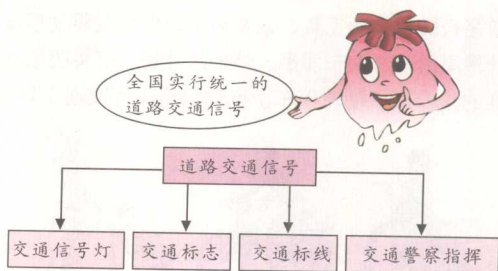 全国实行统一的
道路交通信号
道路交通信号
交通信号灯
交通标志
交通标线
交通警察指挥